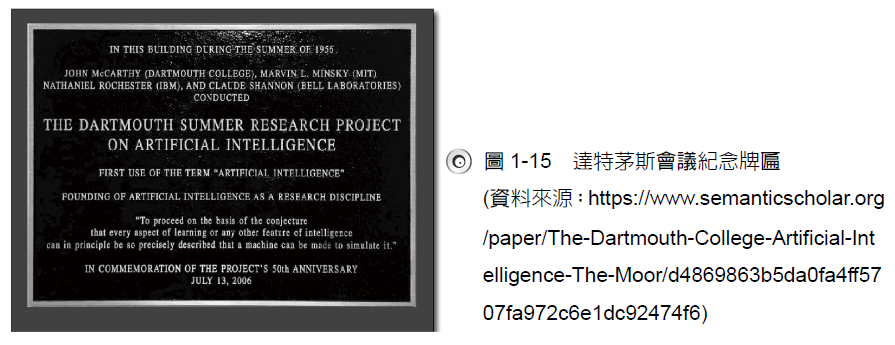 IN THIS BUILDING DURING THE SUMMER OF 1956
JOHN McCARTHY (DARTMOUTH COLLEGE), MARVIN L. MINSKY (MIT)
NATHANIEL ROCHESTER (IBM), AND CLAUDE SHANNON (BELL LABORATORIES)
CONDUCTED
THE DARTMOUTH SUMMER RESEARCH PROJECT
ON ARTIFICIAL INTELLIGENCE
FIRST USE OF THE TERM “ARTIFICIAL INTELLIGENCE”
FOUNDING OF ARTIFICIAL INTELLIGENCE AS A RESEARCH DISCIPLINE
"To proceed on the basis of the conjecture
that every aspect of learning or any other feature of intelligence
can in principle be so precisely described that a machine can be made to simulate it."
IN COMMEMORATION OF THE PROJECT'S 50th ANNIVERSARY
JULY 13, 2006
圖 1-15 達特茅斯會議紀念牌匾
(資料來源：https://www.semanticscholar.org
/paper/The-Dartmouth-College-Artificial-Int
elligence-The-Moor/d4869863b5da0fa4ff57
07fa972c6e1dc92474f6)